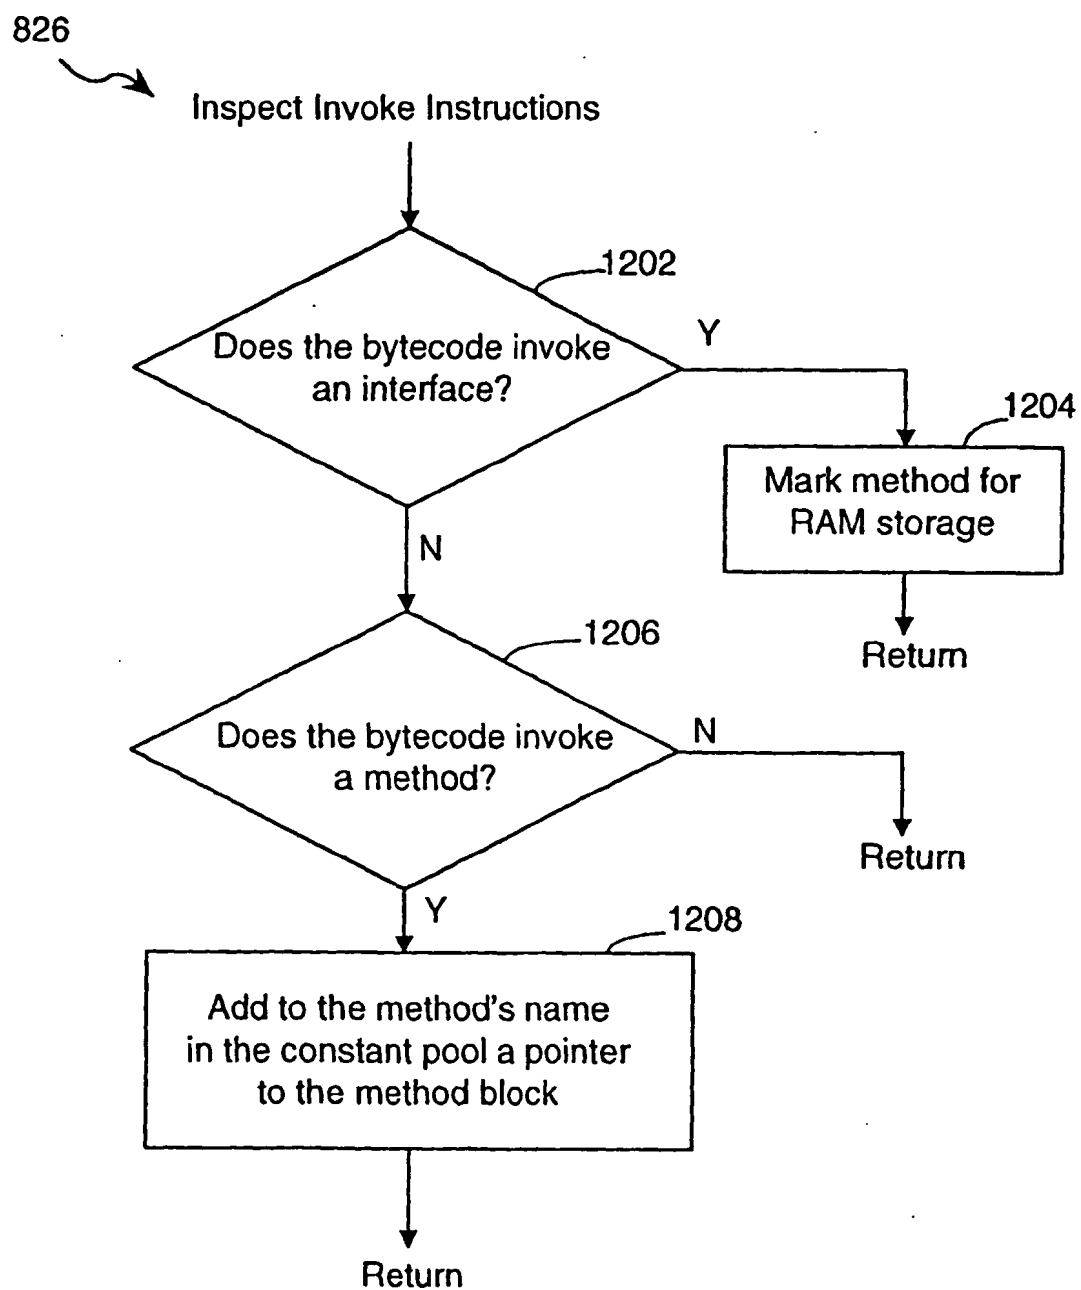 826
Inspect Invoke Instructions
1202
Does the bytecode invoke
an interface?
Y
1204
Mark method for
RAM storage
Return
N
1206
Does the bytecode invoke
a method?
N
Return
Y
1208
Add to the method's name
in the constant pool a pointer
to the method block
Return